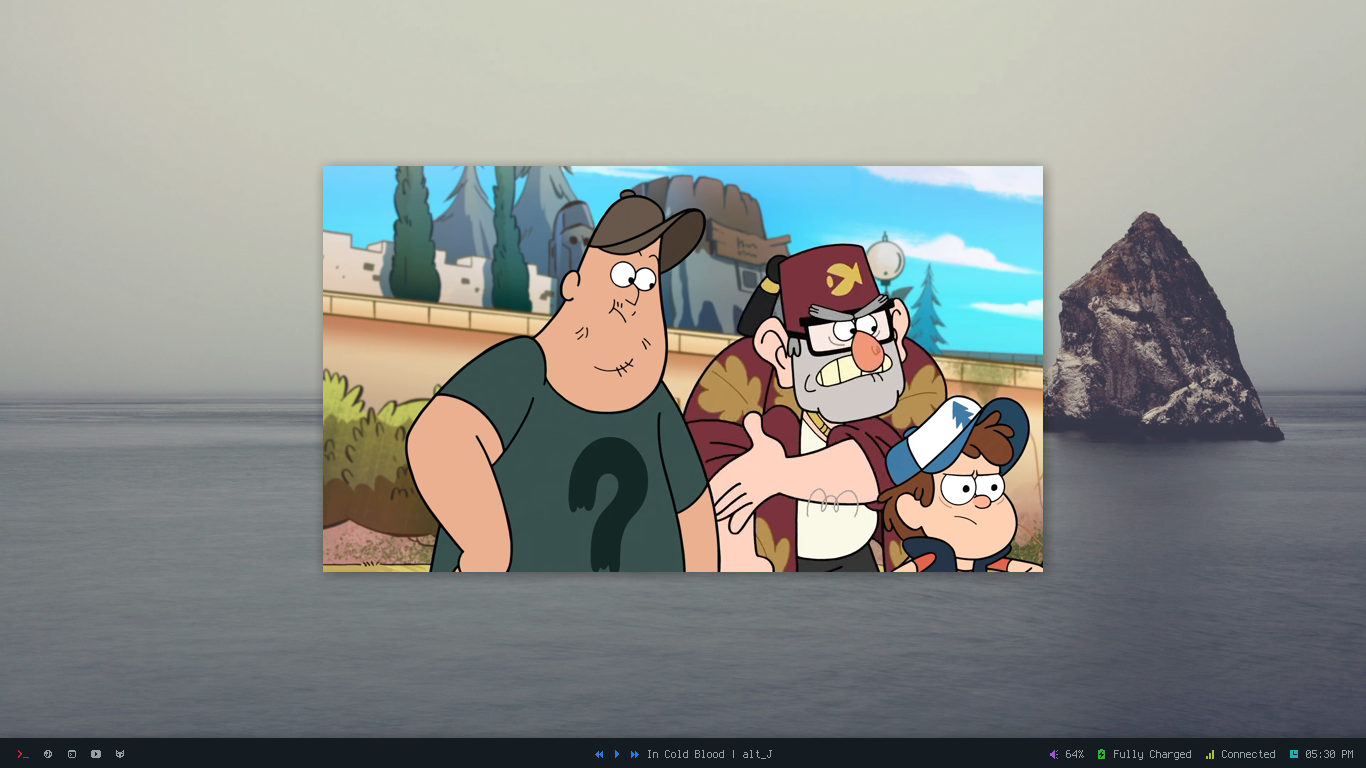 >_
In Cold Blood | alt_J
64%
Fully Charged
Connected
05:30 PM
?